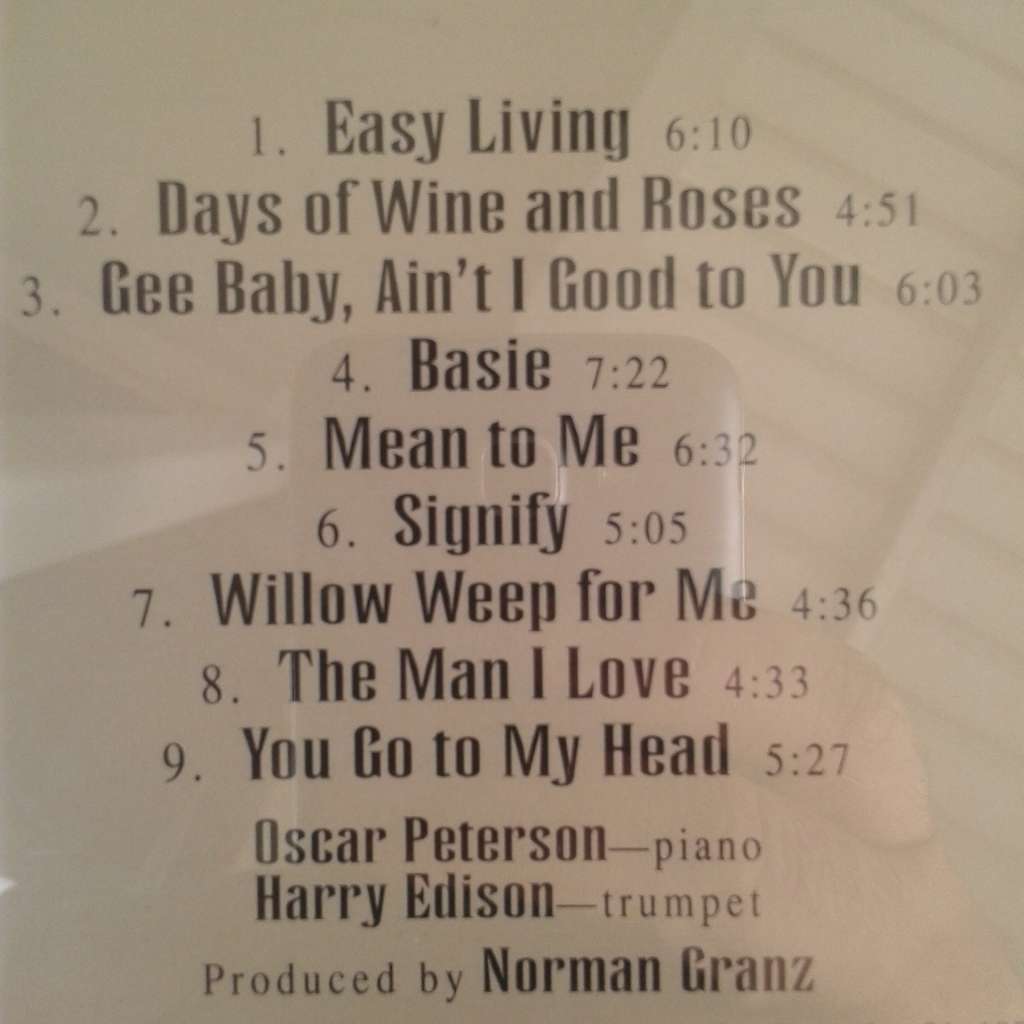 1. Easy Living 6:10
2. Days of Wine and Roses 4:51
3. Gee Baby, Ain't I Good to You 6:03
4. Basie 7:22
5. Mean to Me 6:32
6. Signify 5:05
7. Willow Weep for Me 4:36
8. The Man I Love 4:33
9. You Go to My Head 5:27
Oscar Peterson—piano
Harry Edison—trumpet
Produced by Norman Granz